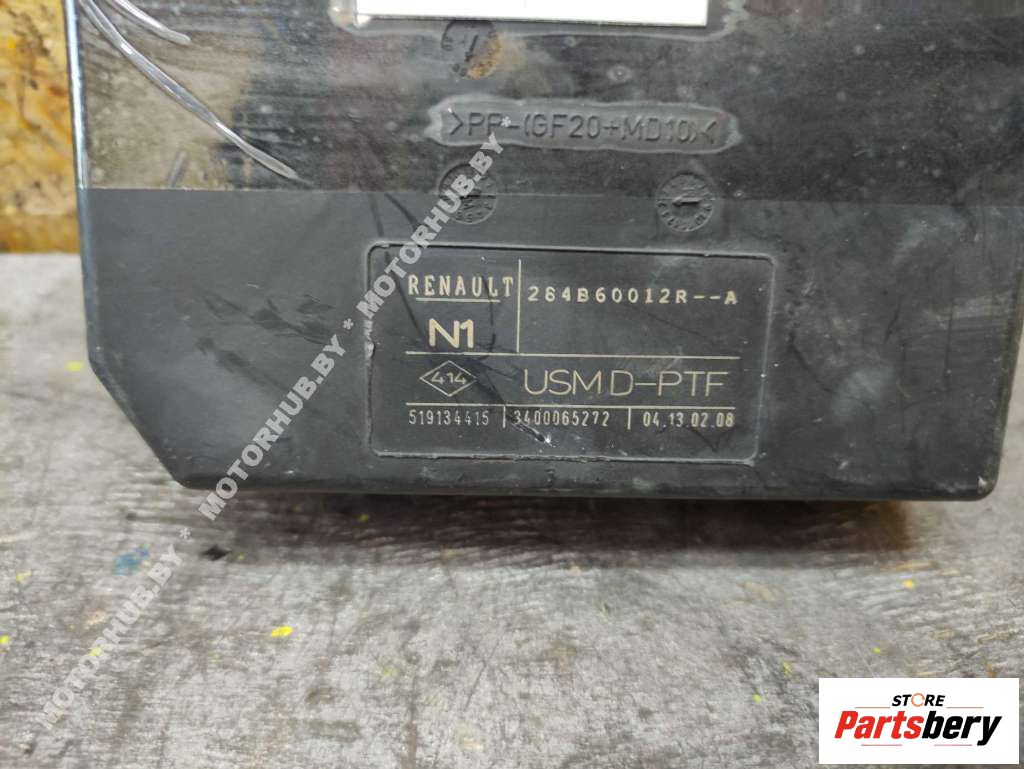 >PP-(GF20+MD10)<
RENAULT 284B60012R--A
N1
414 USM D-PTF
519134415 3400065272 04.13.02.08
MOTORHUB.BY * MOTORHUB.BY * MOTORHUB.BY * MOTORHUB.BY
STORE
Partsbery